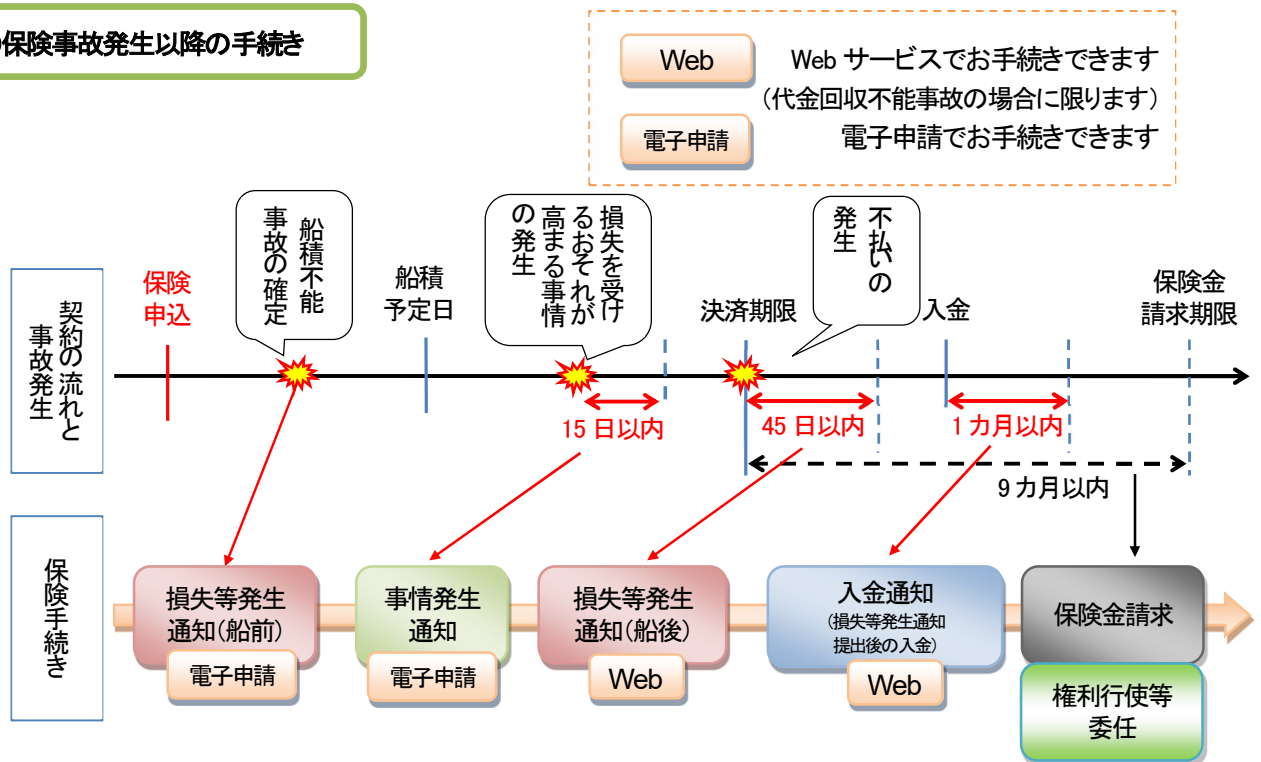 保険事故発生以降の手続き
Web
Web サービスでお手続きできます
（代金回収不能事故の場合に限ります）
電子申請
電子申請でお手続きできます
契約の流れと
事故発生
保険
申込
船積不能
事故の確定
船積
予定日
損失を受け
るおそれが
高まる事情
の発生
決済期限
不払いの
発生
入金
保険金
請求期限
15 日以内
45 日以内
1 カ月以内
9 カ月以内
保険手続き
損失等発生
通知(船前)
電子申請
事情発生
通知
電子申請
損失等発生
通知(船後)
Web
入金通知
(損失等発生通知
提出後の入金)
Web
保険金請求
権利行使等
委任